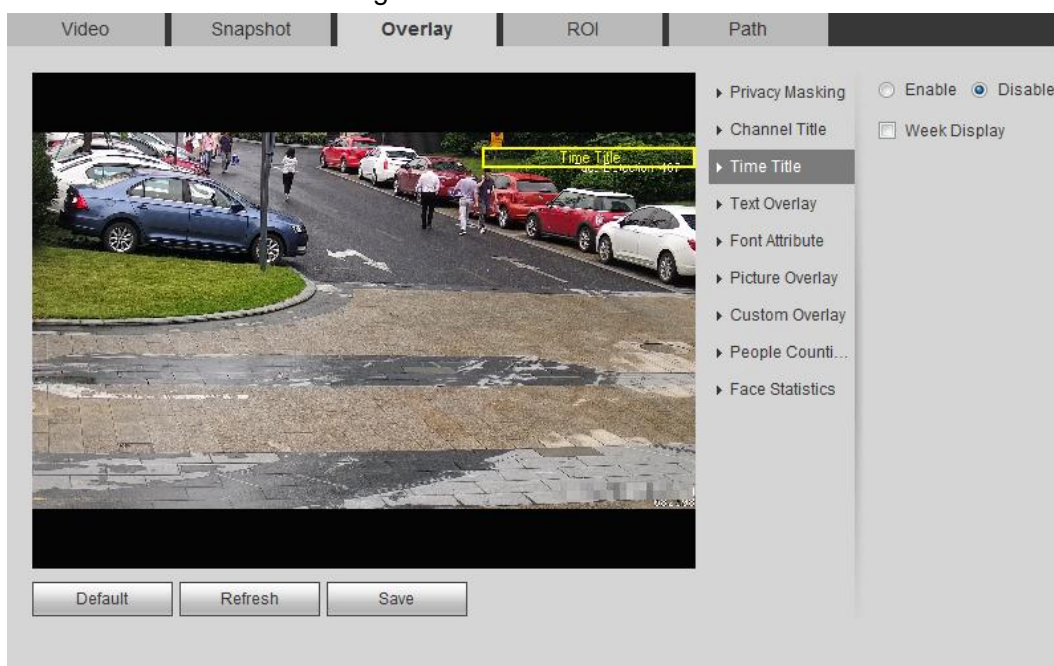 Video Snapshot Overlay ROI Path
Privacy Masking
Channel Title
Time Title
Text Overlay
Font Attribute
Picture Overlay
Custom Overlay
People Counti...
Face Statistics
Enable Disable
Week Display
Time Title
Default Refresh Save